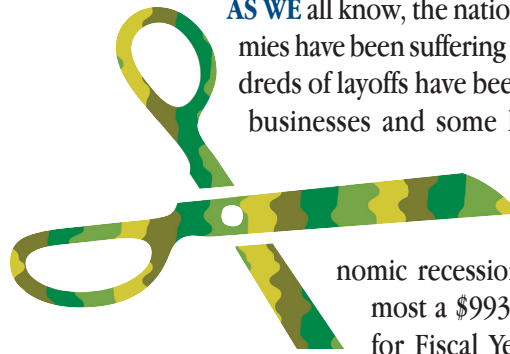 AS WE all know, the natio
mies have been suffering
dreds of layoffs have bee
businesses and some
nomic recession
most a $993
for Fiscal Ye